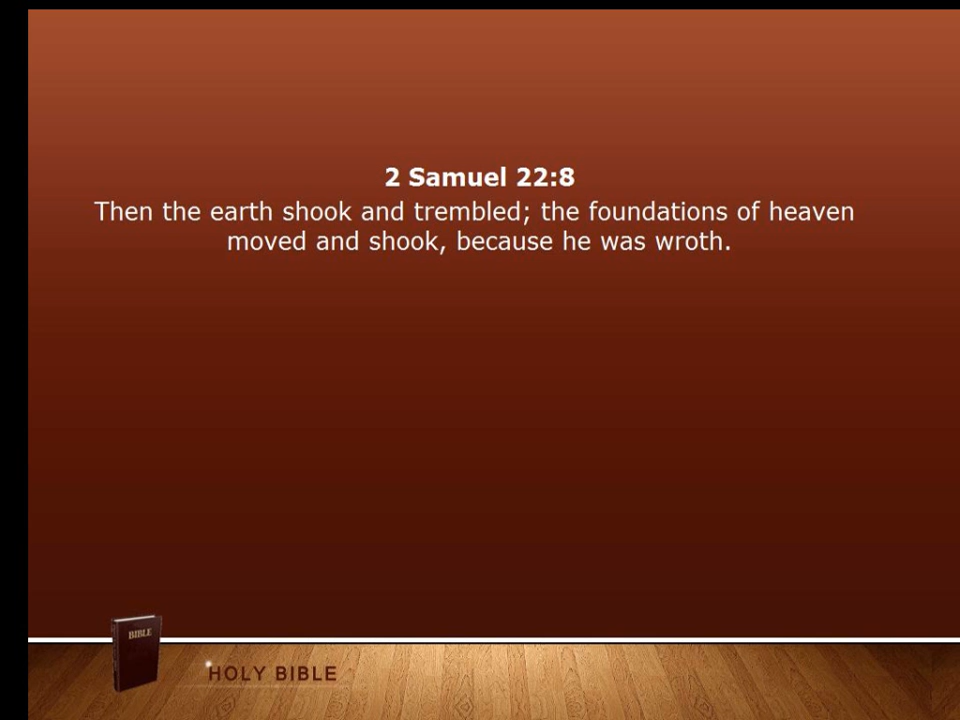 2 Samuel 22:8
Then the earth shook and trembled; the foundations of heaven
moved and shook, because he was wroth.
BIBLE
HOLY BIBLE